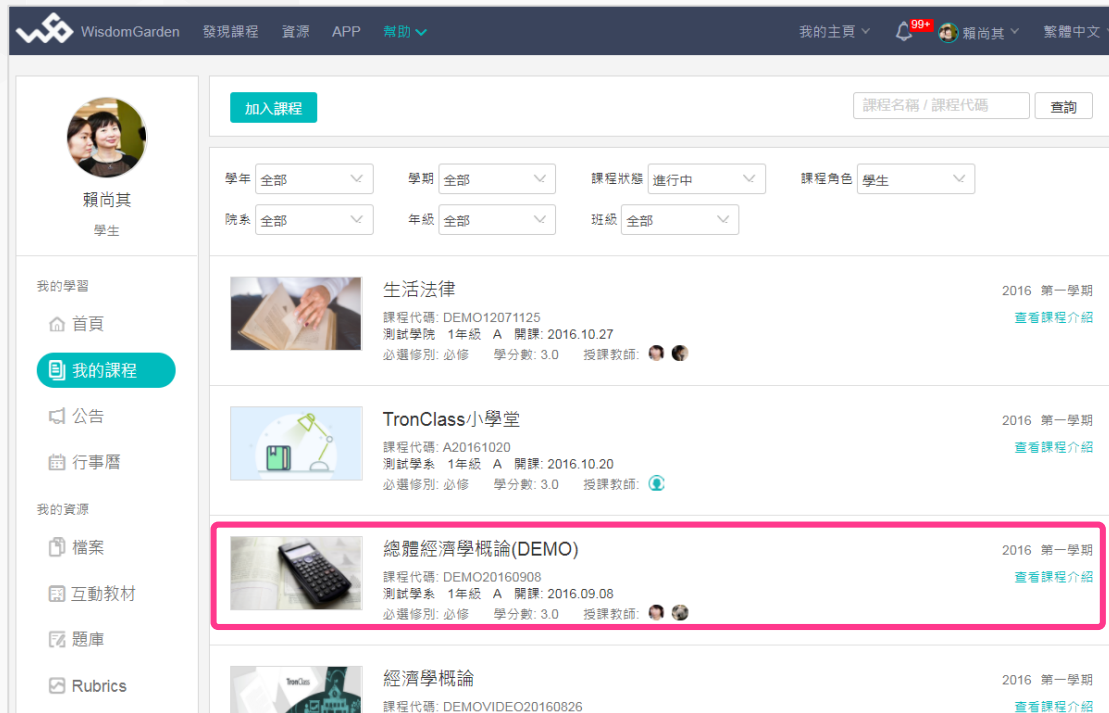 WisdomGarden 發現課程 資源 APP 幫助 我的主頁 99+ 賴尚其 繁體中文
賴尚其
學生
我的學習
首頁
我的課程
公告
行事曆
我的資源
檔案
互動教材
題庫
Rubrics
加入課程 課程名稱 / 課程代碼 查詢
學年 全部 學期 全部 課程狀態 進行中 課程角色 學生
院系 全部 年級 全部 班級 全部
生活法律 2016 第一學期
課程代碼: DEMO12071125 查看課程介紹
測試學院 1年級 A 開課: 2016.10.27
必選修別: 必修 學分數: 3.0 授課教師:
TronClass小學堂 2016 第一學期
課程代碼: A20161020 查看課程介紹
測試學系 1年級 A 開課: 2016.10.20
必選修別: 必修 學分數: 3.0 授課教師:
總體經濟學概論(DEMO) 2016 第一學期
課程代碼: DEMO20160908 查看課程介紹
測試學系 1年級 A 開課: 2016.09.08
必選修別: 必修 學分數: 3.0 授課教師:
TronClass
經濟學概論 2016 第一學期
課程代碼: DEMOVIDEO20160826 查看課程介紹